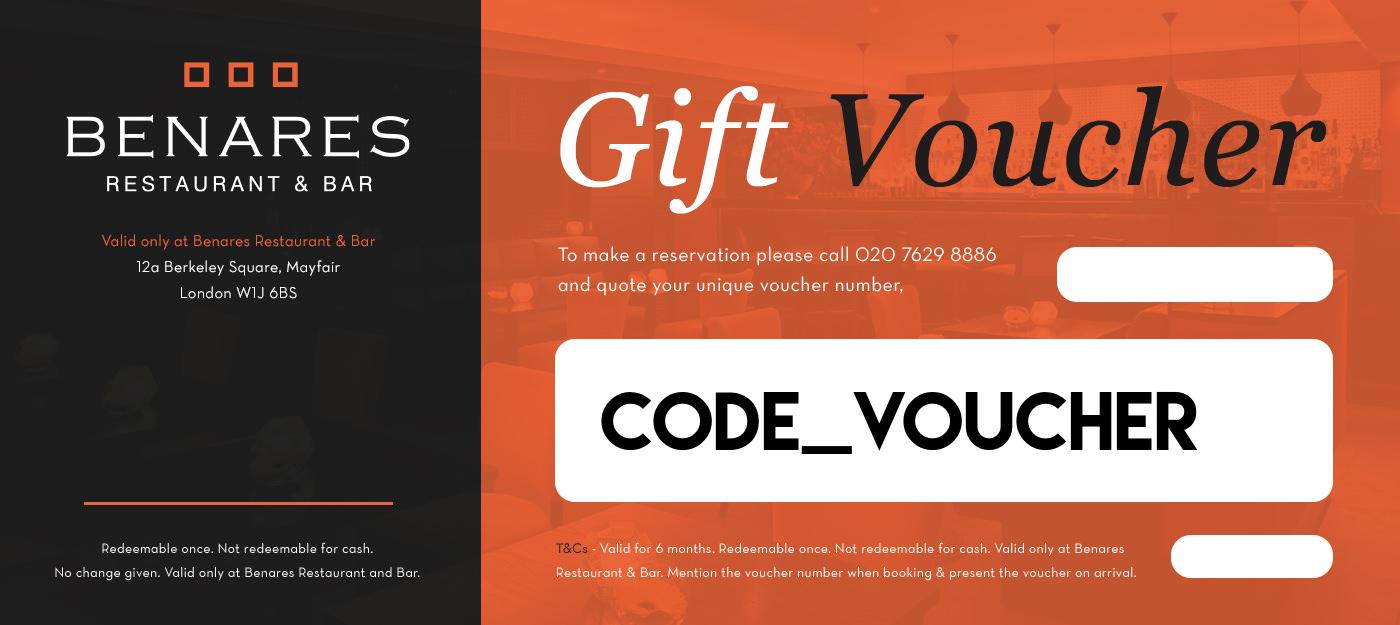 BENARES
RESTAURANT & BAR
Valid only at Benares Restaurant & Bar
12a Berkeley Square, Mayfair
London W1J 6BS
Redeemable once. Not redeemable for cash.
No change given. Valid only at Benares Restaurant and Bar.
Gift Voucher
To make a reservation please call 020 7629 8886
and quote your unique voucher number,
CODE_VOUCHER
T&Cs - Valid for 6 months. Redeemable once. Not redeemable for cash. Valid only at Benares
Restaurant & Bar. Mention the voucher number when booking & present the voucher on arrival.